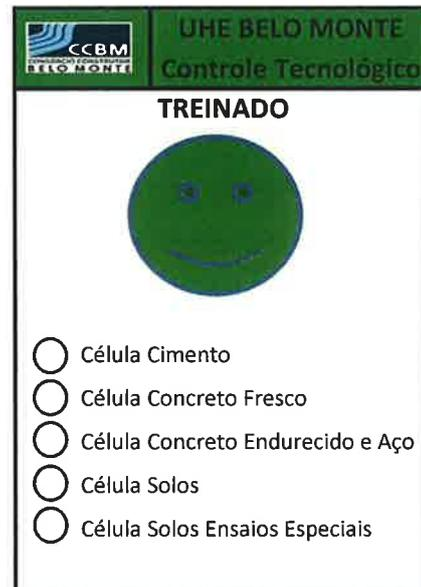 CCBM
CONSÓRCIO CONSTRUTOR
BELO MONTE
UHE BELO MONTE
Controle Tecnológico
TREINADO
Célula Cimento
Célula Concreto Fresco
Célula Concreto Endurecido e Aço
Célula Solos
Célula Solos Ensaios Especiais